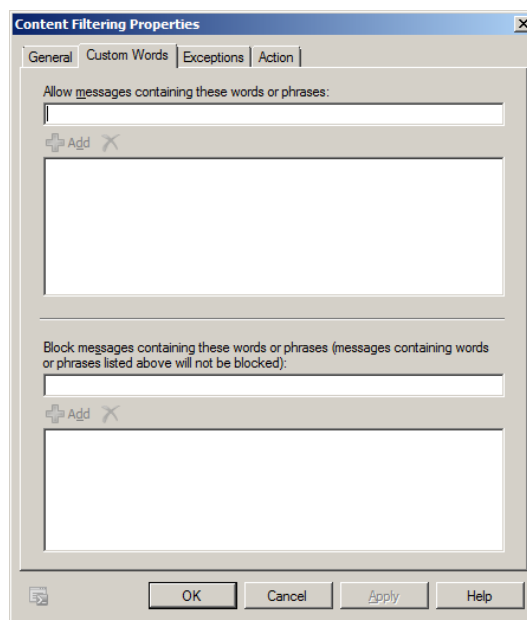 Content Filtering Properties
General Custom Words Exceptions Action
Allow messages containing these words or phrases:
Add
Block messages containing these words or phrases (messages containing words
or phrases listed above will not be blocked):
Add
OK Cancel Apply Help